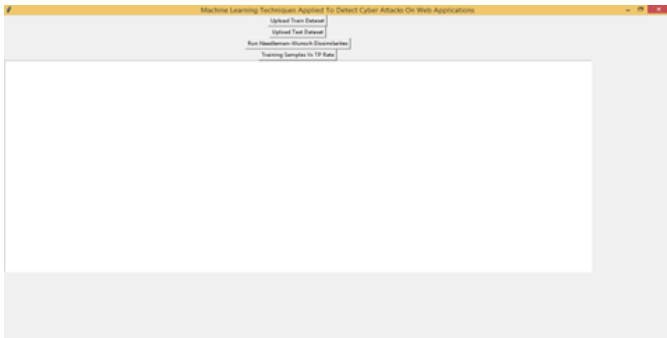 Machine Learning Techniques Applied To Detect Cyber Attacks On Web Applications
Upload Train Dataset
Upload Test Dataset
Run Needleman-Wunsch Dissimilarities
Training Samples Vs TP Rate